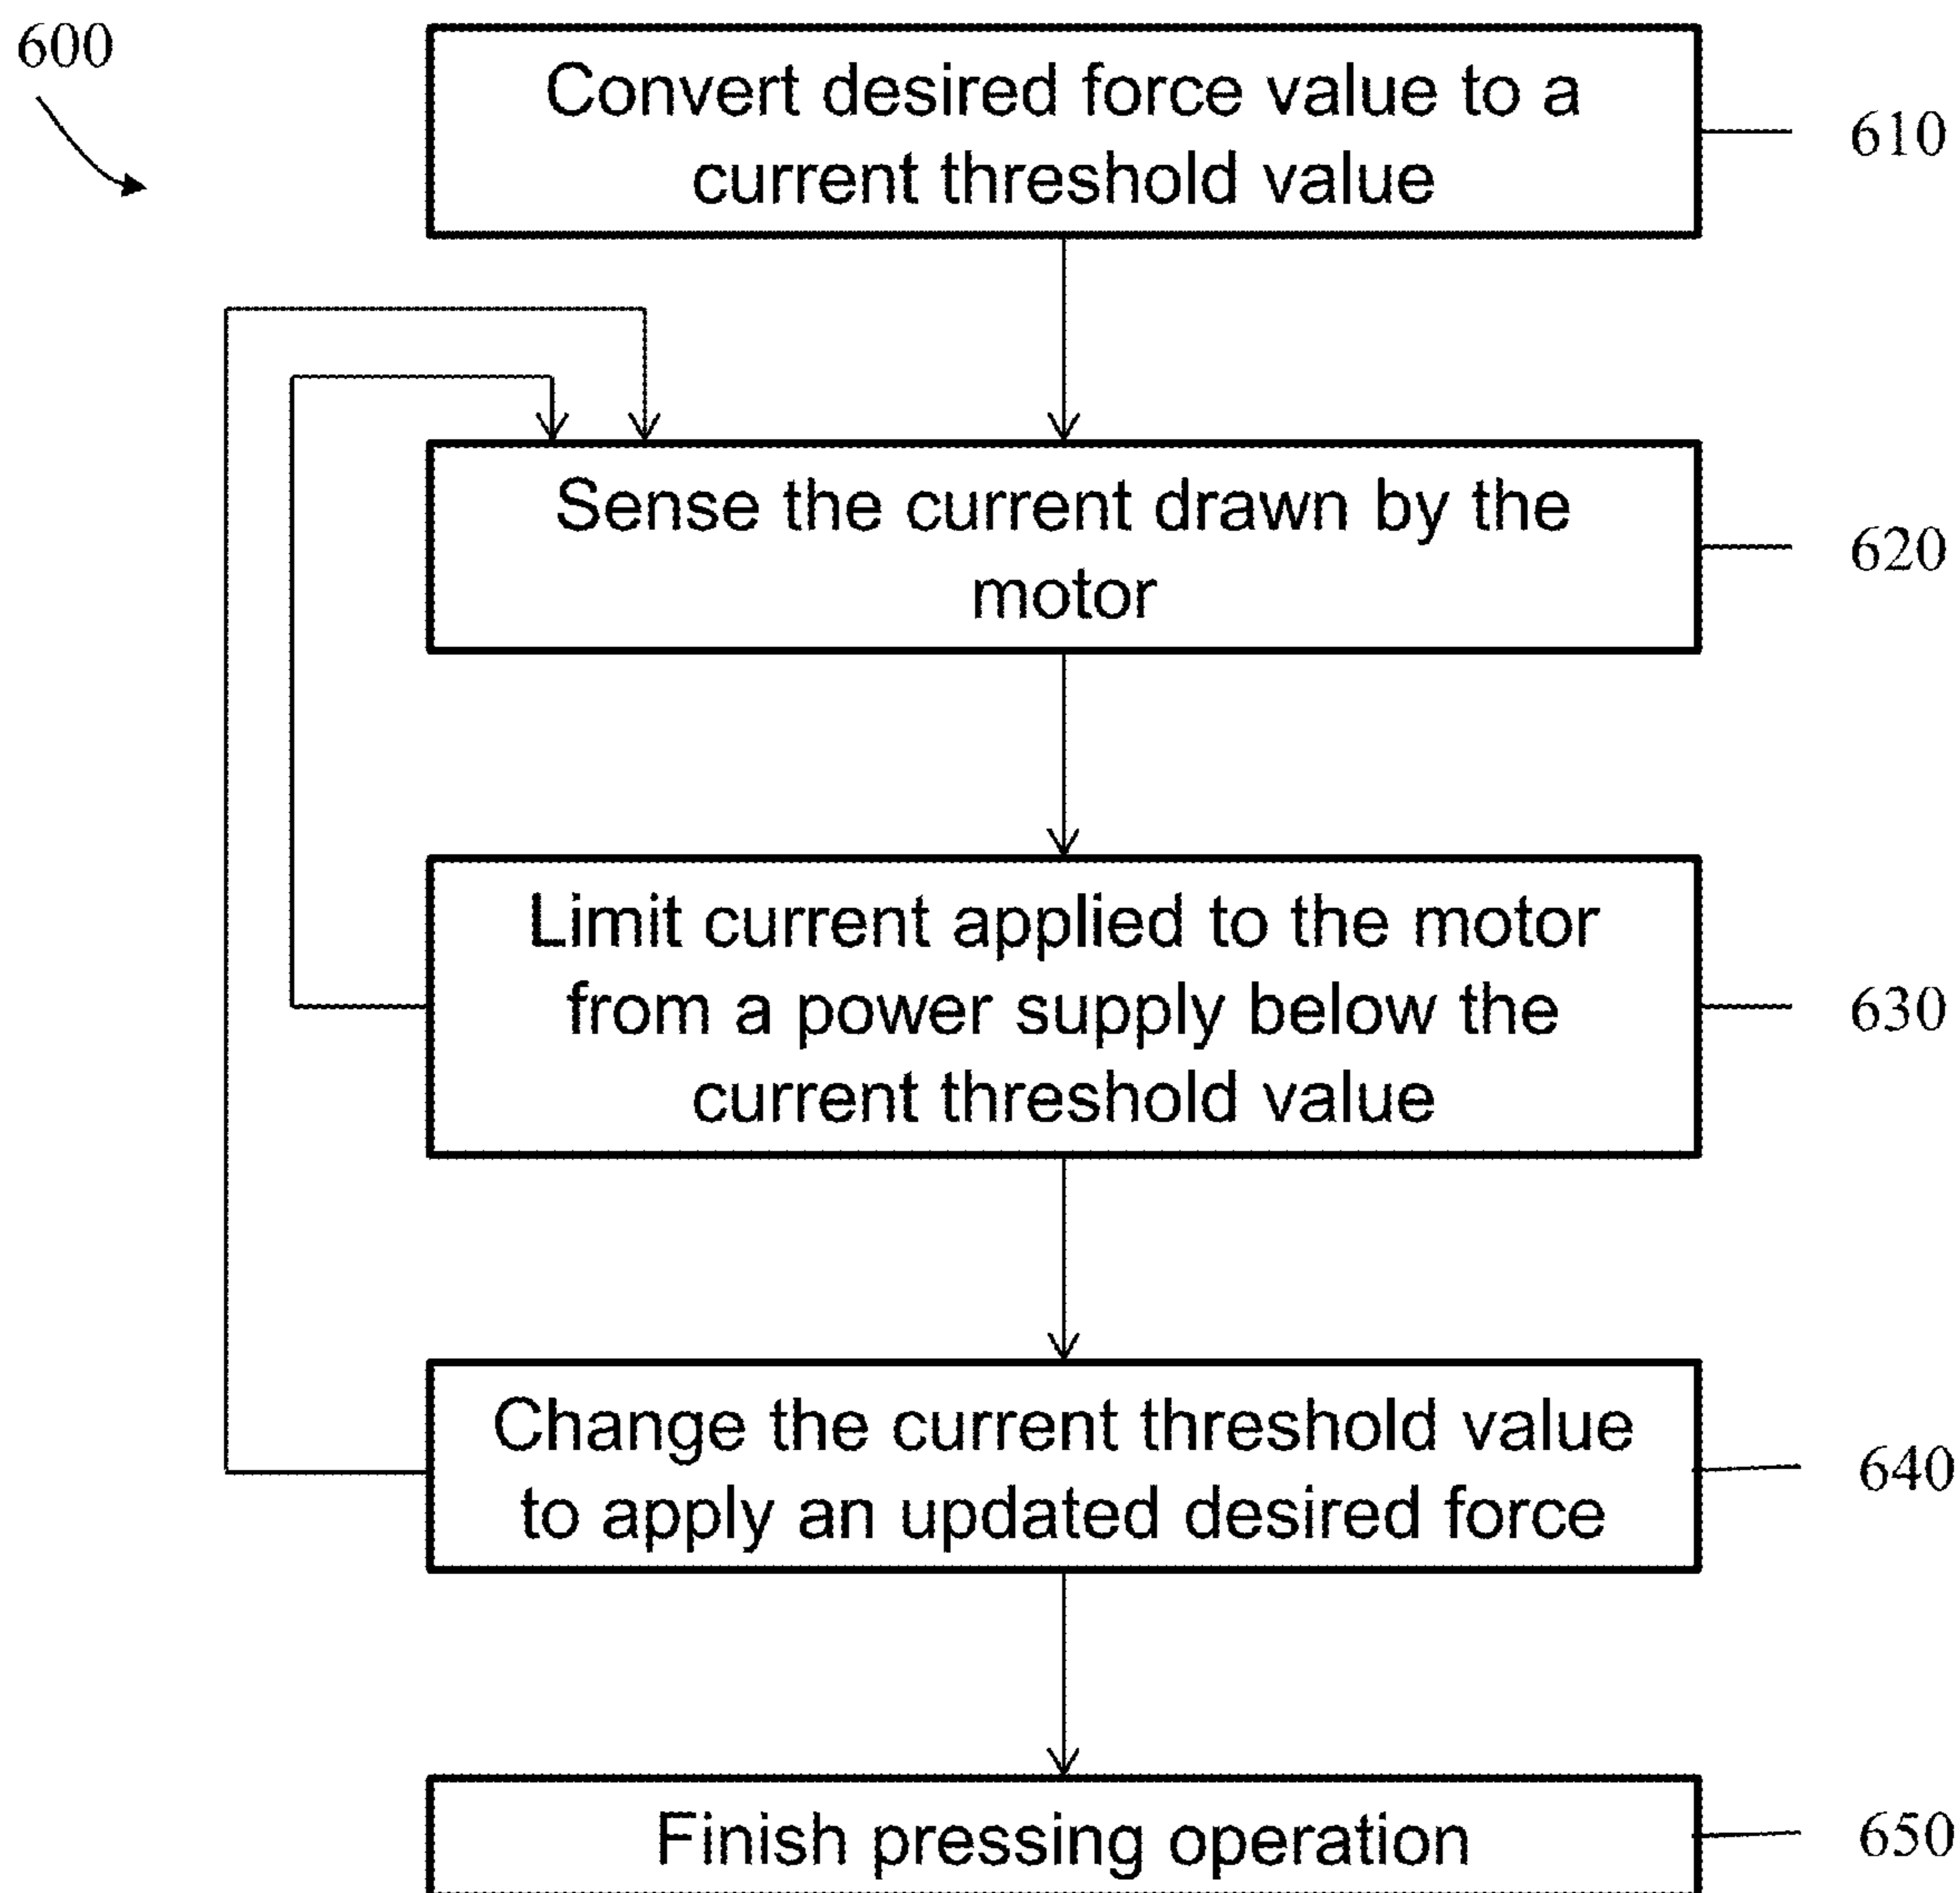 600
Convert desired force value to a
current threshold value
610
Sense the current drawn by the
motor
620
Limit current applied to the motor
from a power supply below the
current threshold value
630
Change the current threshold value
to apply an updated desired force
640
Finish pressing operation
650